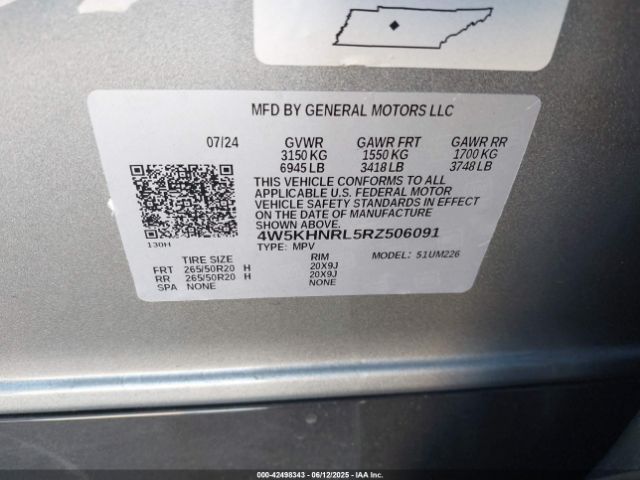 MFD BY GENERAL MOTORS LLC
07/24 GVWR GAWR FRT GAWR RR
3150 KG 1550 KG 1700 KG
6945 LB 3418 LB 3748 LB
THIS VEHICLE CONFORMS TO ALL
APPLICABLE U.S. FEDERAL MOTOR
VEHICLE SAFETY STANDARDS IN EFFECT
ON THE DATE OF MANUFACTURE
SHOWN ABOVE.
4W5KHNRL5RZ506091
130H TYPE: MPV MODEL: 51UM226
TIRE SIZE RIM
FRT 265/50R20 H 20X9J
RR 265/50R20 H 20X9J
SPA NONE NONE
000-42498343 - 06/12/2025 - IAA Inc.